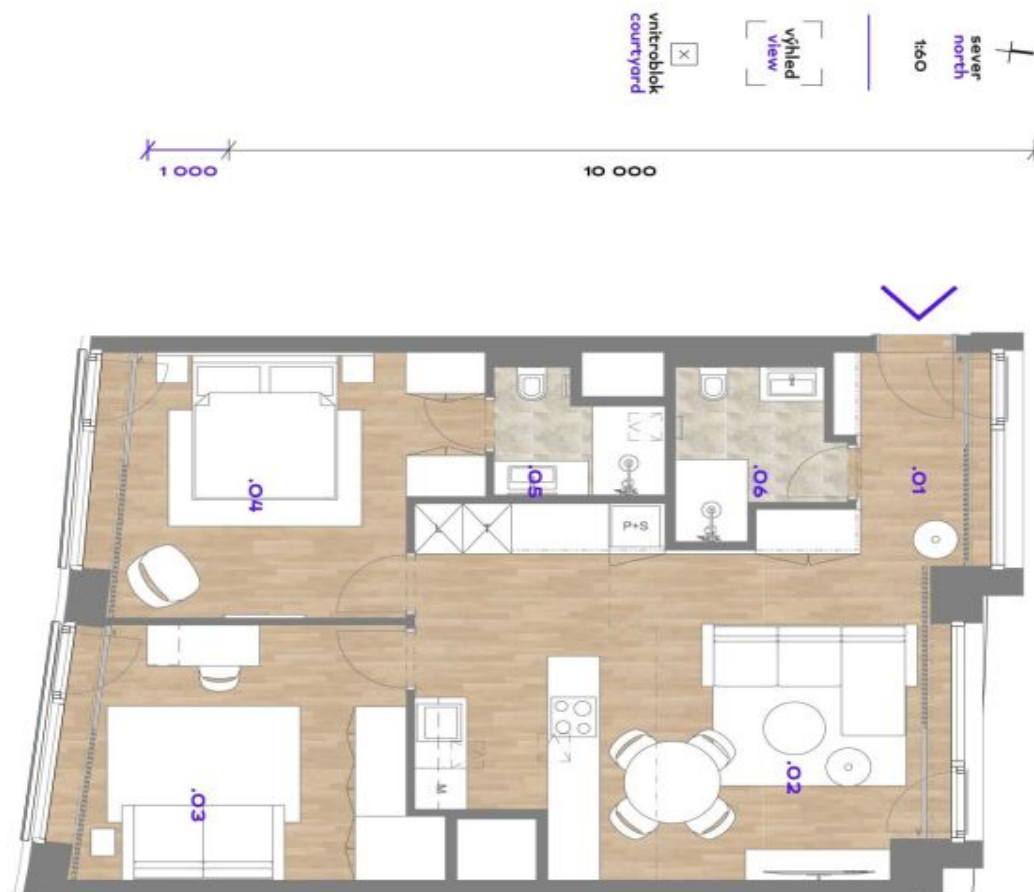 sever
north
1:60
výhled
view
vnitroblok
courtyard
1 000
10 000
.01
.02
.03
.04
.05
.06
P+S
M